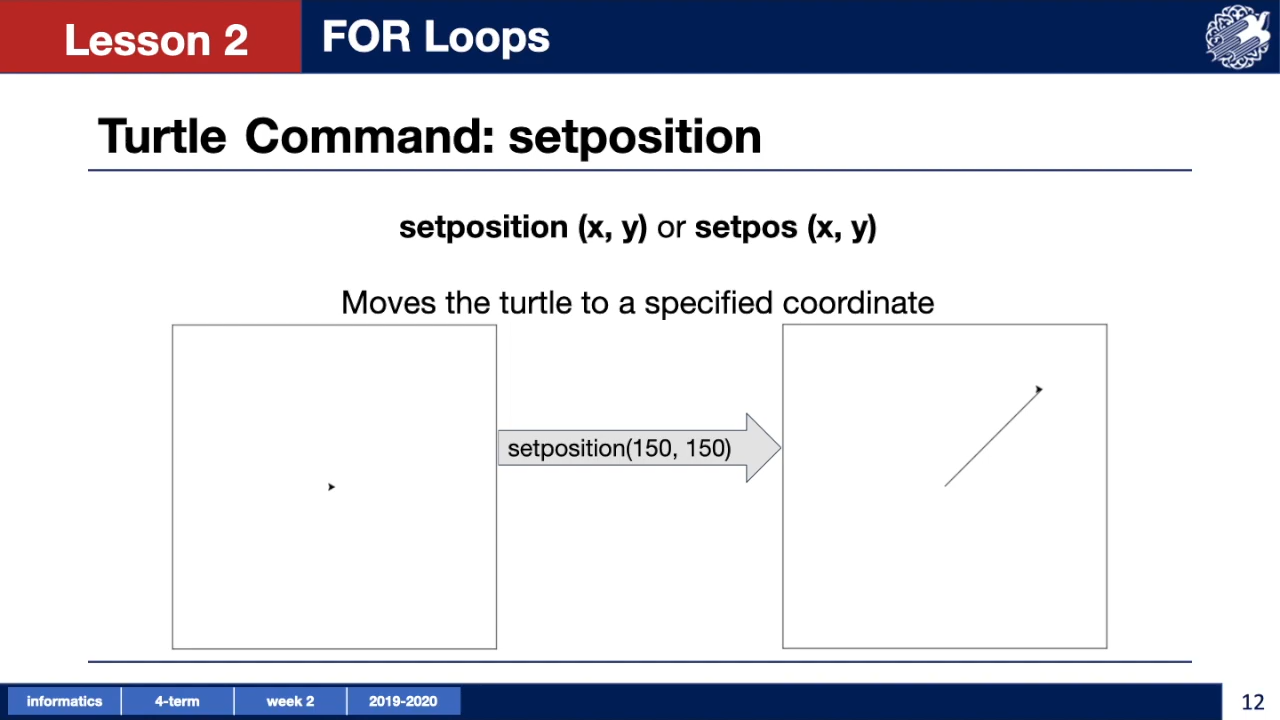 Lesson 2
FOR Loops
Turtle Command: setposition
setposition (x, y) or setpos (x, y)
Moves the turtle to a specified coordinate
setposition(150, 150)
informatics
4-term
week 2
2019-2020
12